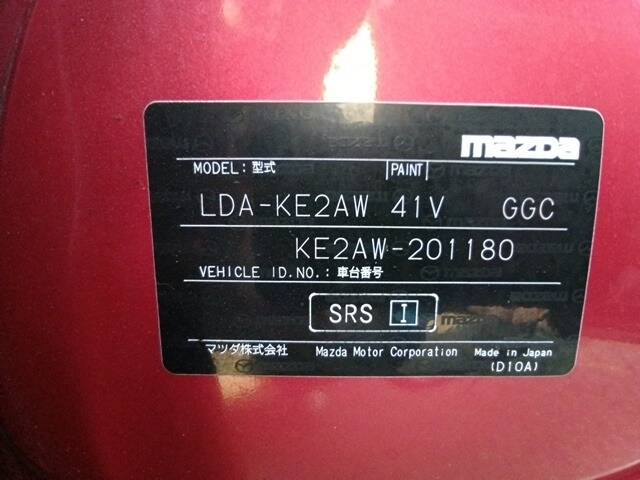 mazda
MODEL: 型式 PAINT
LDA-KE2AW 41V GGC
KE2AW-201180
VEHICLE ID.NO.: 車台番号
SRS I
マツダ株式会社 Mazda Motor Corporation Made in Japan
(D10A)